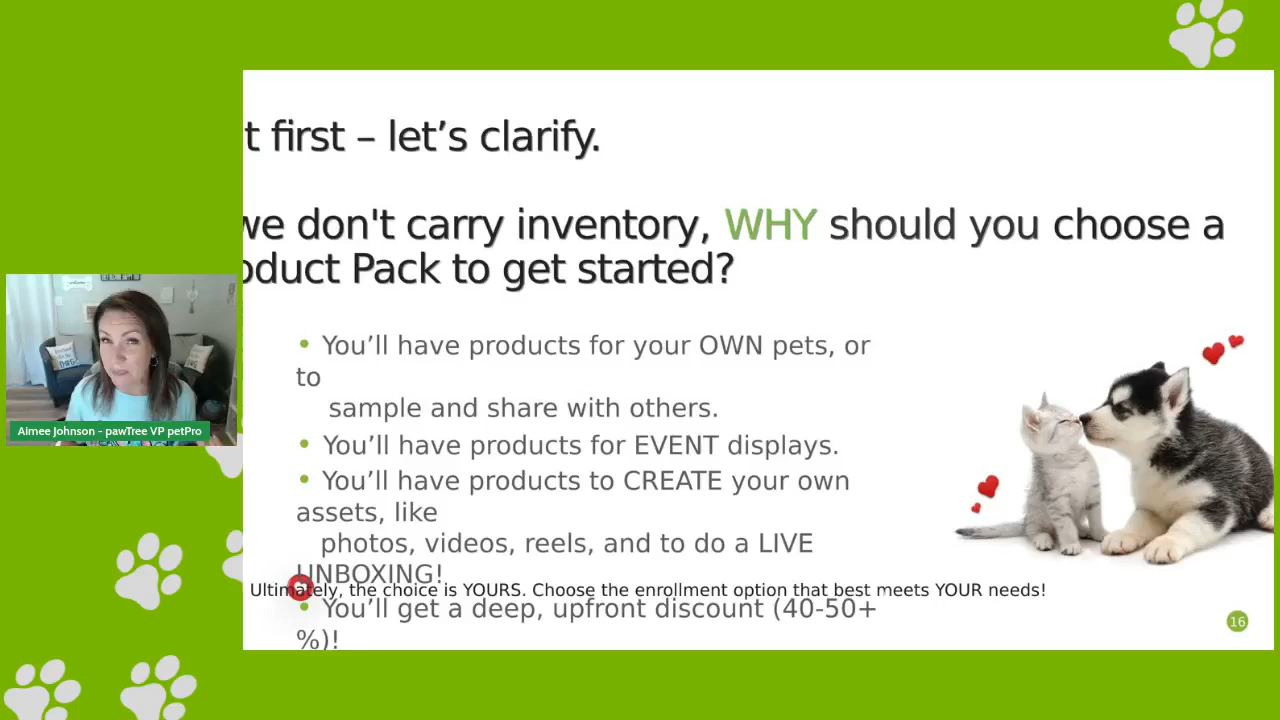 t first – let’s clarify.
we don't carry inventory, WHY should you choose a
oduct Pack to get started?
• You’ll have products for your OWN pets, or
to
sample and share with others.
• You’ll have products for EVENT displays.
• You’ll have products to CREATE your own
assets, like
photos, videos, reels, and to do a LIVE
UNBOXING!
Ultimately, the choice is YOURS. Choose the enrollment option that best meets YOUR needs!
• You’ll get a deep, upfront discount (40-50+
%)!
16
Aimee Johnson - pawTree VP petPro